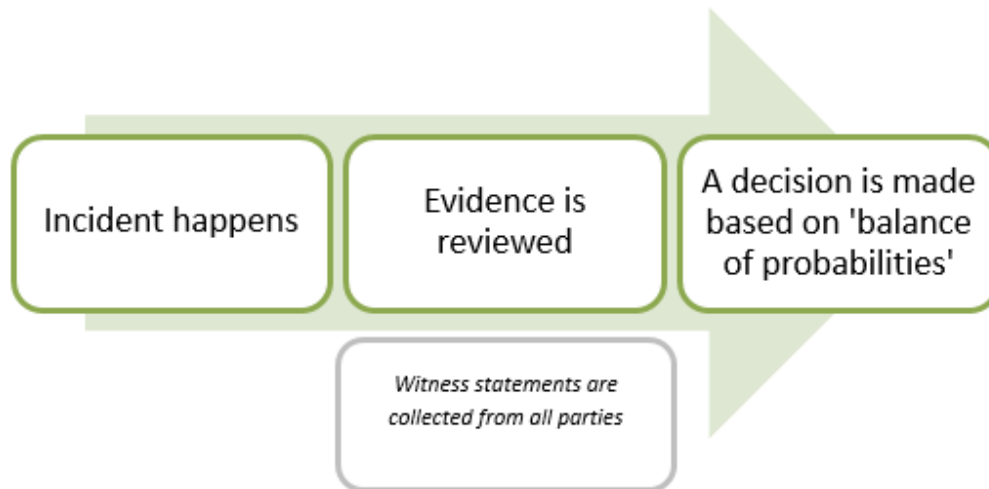 Incident happens
Evidence is
reviewed
A decision is made
based on 'balance
of probabilities'
Witness statements are
collected from all parties